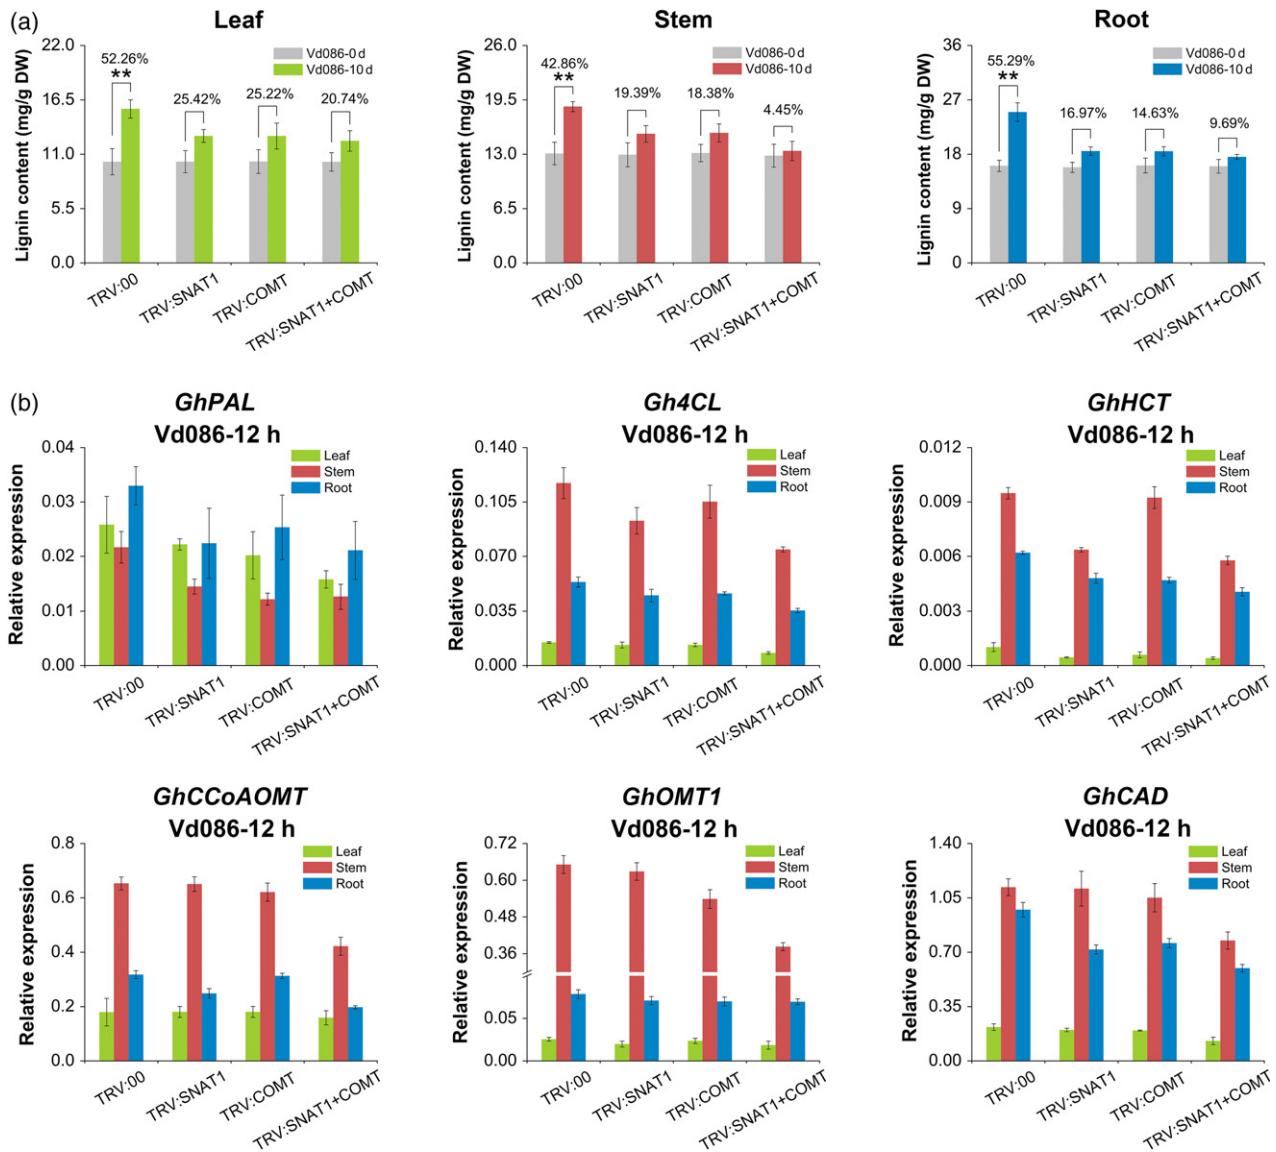 (a)
Leaf
Lignin content (mg/g DW)
22.0
16.5
11.0
5.5
0.0
Vd086-0 d
Vd086-10 d
52.26%
**
25.42%
25.22%
20.74%
TRV:00
TRV:SNAT1
TRV:COMT
TRV:SNAT1+COMT
Stem
Lignin content (mg/g DW)
26.0
19.5
13.0
6.5
0.0
Vd086-0 d
Vd086-10 d
42.86%
**
19.39%
18.38%
4.45%
TRV:00
TRV:SNAT1
TRV:COMT
TRV:SNAT1+COMT
Root
Lignin content (mg/g DW)
36
27
18
9
0
Vd086-0 d
Vd086-10 d
55.29%
**
16.97%
14.63%
9.69%
TRV:00
TRV:SNAT1
TRV:COMT
TRV:SNAT1+COMT
(b)
GhPAL
Vd086-12 h
Relative expression
0.04
0.03
0.02
0.01
0.00
Leaf
Stem
Root
TRV:00
TRV:SNAT1
TRV:COMT
TRV:SNAT1+COMT
Gh4CL
Vd086-12 h
Relative expression
0.140
0.105
0.070
0.035
0.000
Leaf
Stem
Root
TRV:00
TRV:SNAT1
TRV:COMT
TRV:SNAT1+COMT
GhHCT
Vd086-12 h
Relative expression
0.012
0.009
0.006
0.003
0.000
Leaf
Stem
Root
TRV:00
TRV:SNAT1
TRV:COMT
TRV:SNAT1+COMT
GhCCoAOMT
Vd086-12 h
Relative expression
0.8
0.6
0.4
0.2
0.0
Leaf
Stem
Root
TRV:00
TRV:SNAT1
TRV:COMT
TRV:SNAT1+COMT
GhOMT1
Vd086-12 h
Relative expression
0.72
0.60
0.48
0.36
0.05
0.00
Leaf
Stem
Root
TRV:00
TRV:SNAT1
TRV:COMT
TRV:SNAT1+COMT
GhCAD
Vd086-12 h
Relative expression
1.40
1.05
0.70
0.35
0.00
Leaf
Stem
Root
TRV:00
TRV:SNAT1
TRV:COMT
TRV:SNAT1+COMT